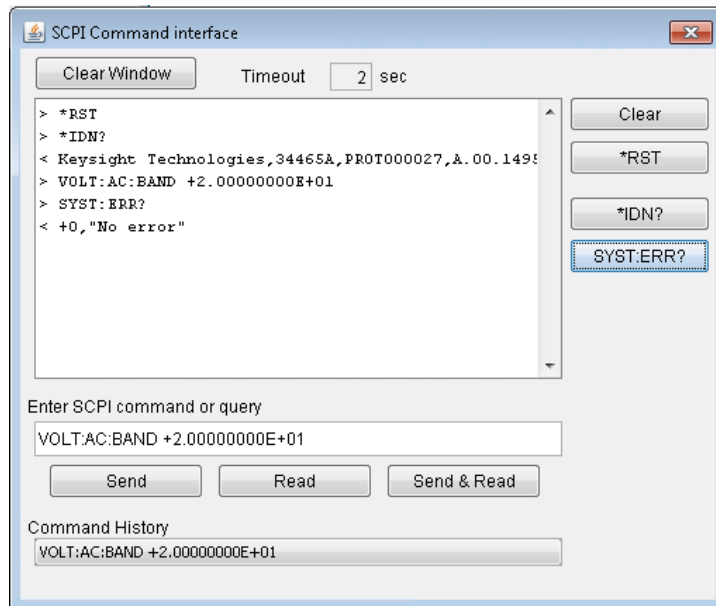 SCPI Command interface
Clear Window Timeout 2 sec
> *RST
> *IDN?
< Keysight Technologies,34465A,PROT000027,A.00.1495
> VOLT:AC:BAND +2.00000000E+01
> SYST:ERR?
< +0,"No error"
Clear
*RST
*IDN?
SYST:ERR?
Enter SCPI command or query
VOLT:AC:BAND +2.00000000E+01
Send Read Send & Read
Command History
VOLT:AC:BAND +2.00000000E+01